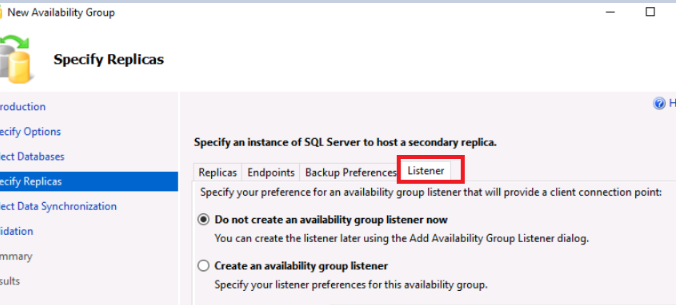 New Availability Group
Specify Replicas
H
roduction
Specify an instance of SQL Server to host a secondary replica.
ecify Options
ect Databases
Replicas Endpoints Backup Preferences Listener
ecify Replicas
Specify your preference for an availability group listener that will provide a client connection point:
ect Data Synchronization
Do not create an availability group listener now
idation
You can create the listener later using the Add Availability Group Listener dialog.
mmary
Create an availability group listener
sults
Specify your listener preferences for this availability group.